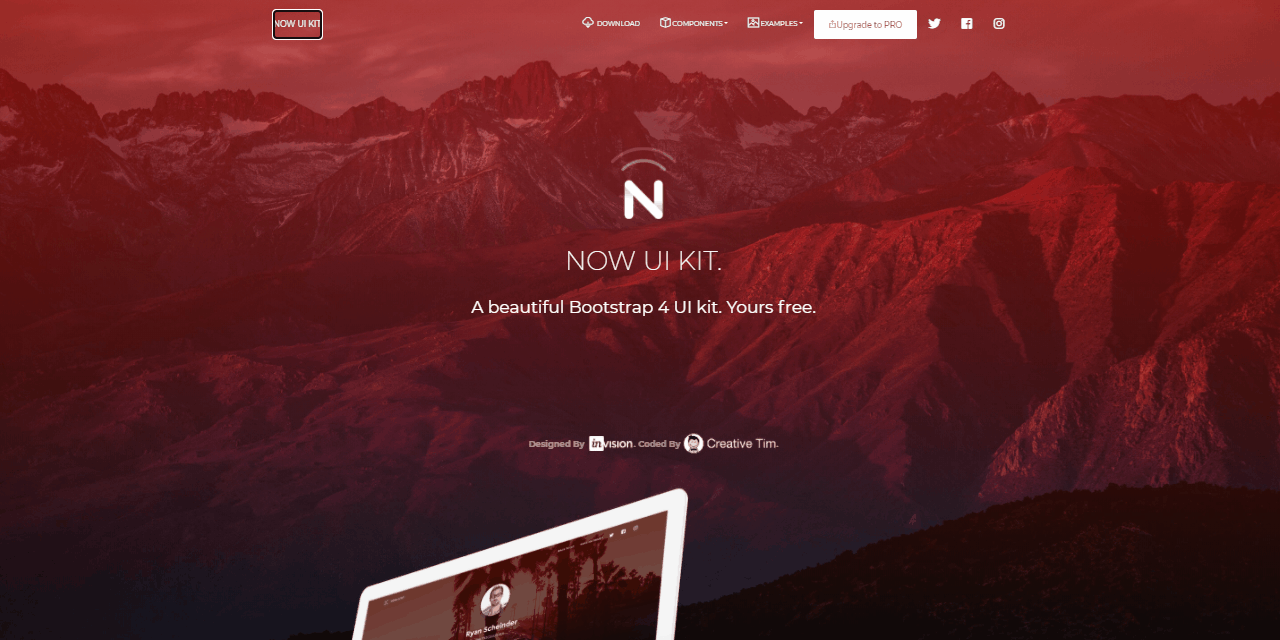 NOW UI KIT
DOWNLOAD
COMPONENTS
EXAMPLES
Upgrade to PRO
N
NOW UI KIT.
A beautiful Bootstrap 4 UI kit. Yours free.
Designed By inVISION. Coded By Creative Tim.
Ryan Scheinder